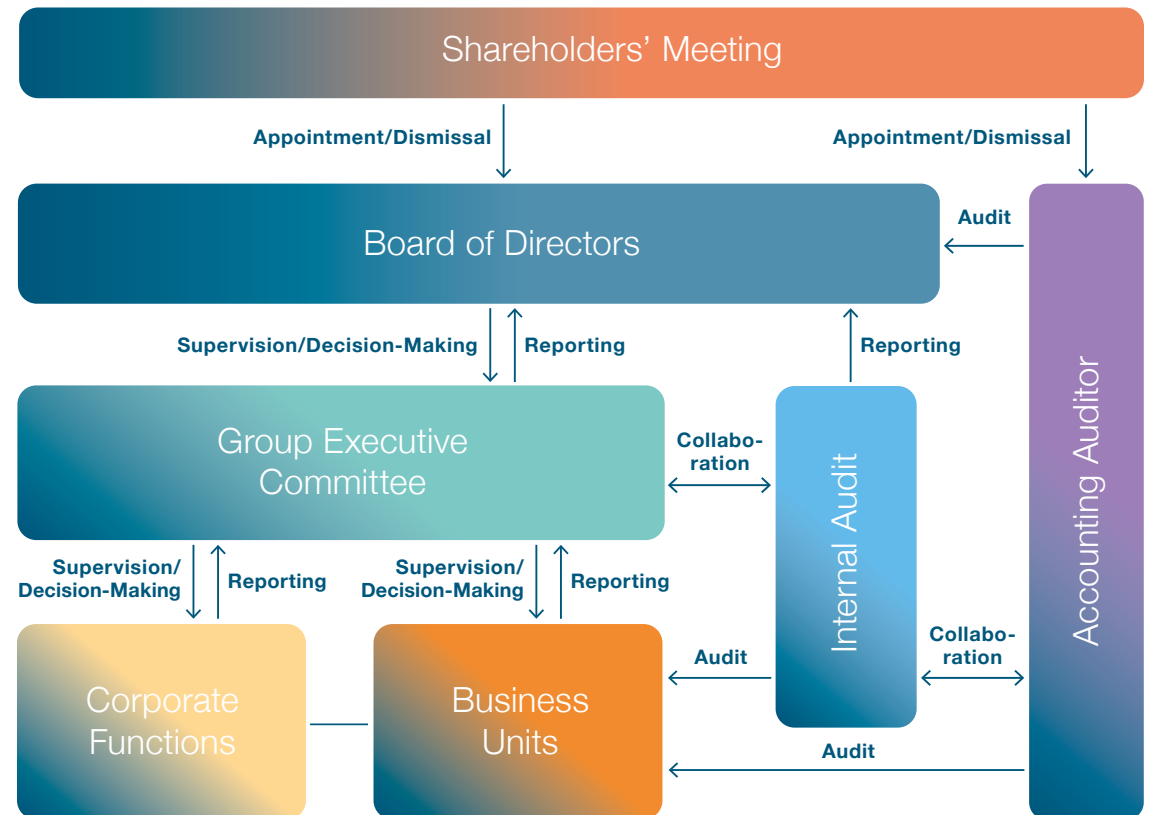 Shareholders’ Meeting
Appointment/Dismissal
Appointment/Dismissal
Board of Directors
Audit
Supervision/Decision-Making
Reporting
Reporting
Group Executive
Committee
Collabo-
ration
Internal Audit
Accounting Auditor
Supervision/
Decision-Making
Reporting
Supervision/
Decision-Making
Reporting
Corporate
Functions
Business
Units
Audit
Collabo-
ration
Audit